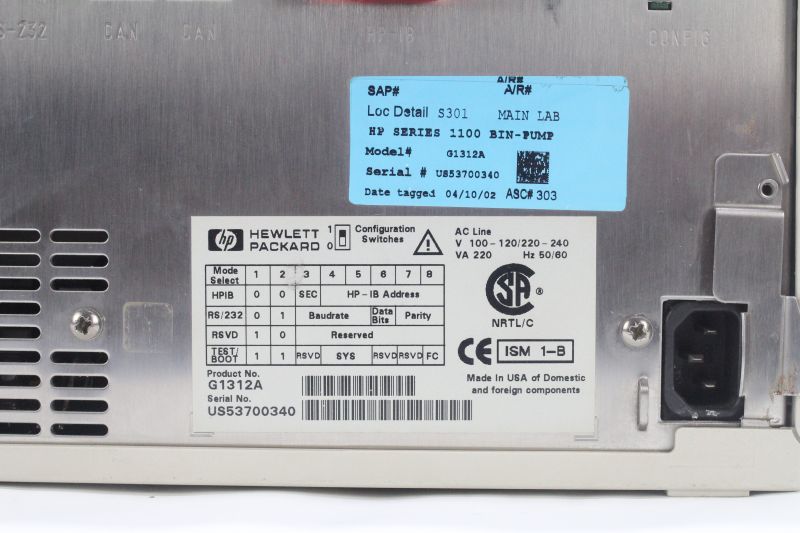 S-232 CAN CAN HP-IB CONFIG
A/R#
SAP# A/R#
Loc Detail S301 MAIN LAB
HP SERIES 1100 BIN-PUMP
Model# G1312A
Serial # US53700340
Date tagged 04/10/02 ASC# 303
hp HEWLETT PACKARD
1 0 Configuration Switches
AC Line
V 100-120/220-240
VA 220 Hz 50/60
Mode Select 1 2 3 4 5 6 7 8
HPIB 0 0 SEC HP-IB Address
RS/232 0 1 Baudrate Data Bits Parity
RSVD 1 0 Reserved
TEST/BOOT 1 1 RSVD SYS RSVD RSVD FC
SA ®
NRTL/C
CE ISM 1-B
Product No.
G1312A
Serial No.
US53700340
Made in USA of Domestic
and foreign components